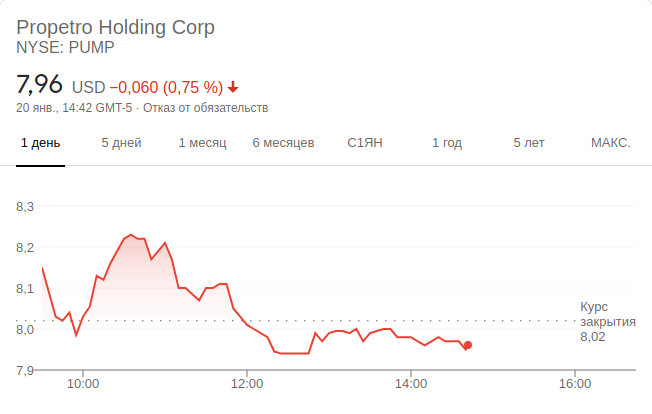 Propetro Holding Corp
NYSE: PUMP
7,96 USD −0,060 (0,75 %)
20 янв., 14:42 GMT-5 · Отказ от обязательств
1 день 5 дней 1 месяц 6 месяцев С1ЯН 1 год 5 лет МАКС.
8,3
8,2
8,1
Курс
закрытия
8,02
8,0
7,9
10:00 12:00 14:00 16:00